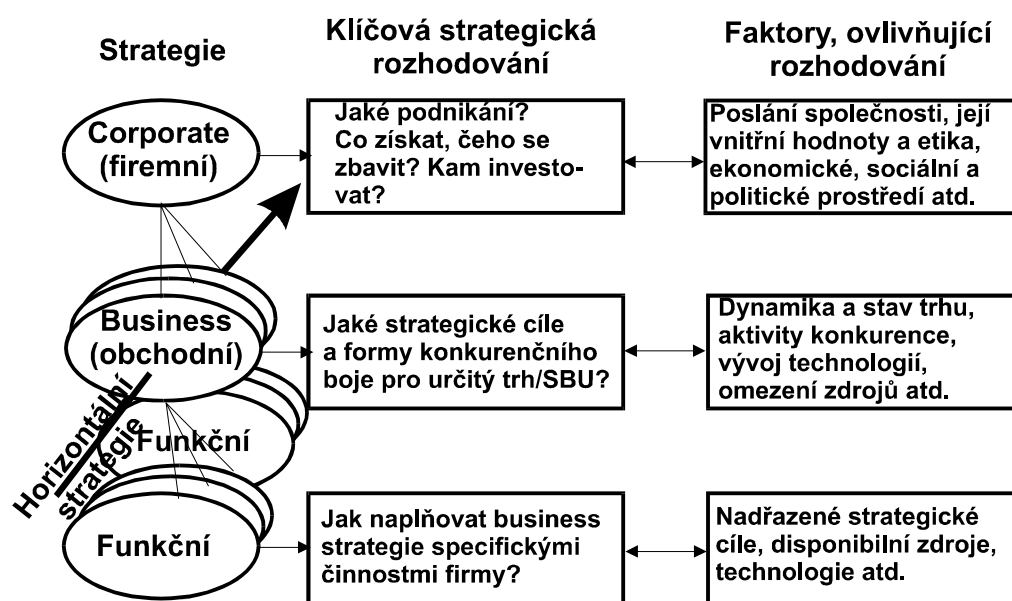 Strategie
Klíčová strategická
rozhodování
Faktory, ovlivňující
rozhodování
Corporate
(firemní)
Jaké podnikání?
Co získat, čeho se
zbavit? Kam investo-
vat?
Poslání společnosti, její
vnitřní hodnoty a etika,
ekonomické, sociální a
politické prostředí atd.
Business
(obchodní)
Jaké strategické cíle
a formy konkurenčního
boje pro určitý trh/SBU?
Dynamika a stav trhu,
aktivity konkurence,
vývoj technologií,
omezení zdrojů atd.
Horizontální
strategie
Funkční
Funkční
Jak naplňovat business
strategie specifickými
činnostmi firmy?
Nadřazené strategické
cíle, disponibilní zdroje,
technologie atd.